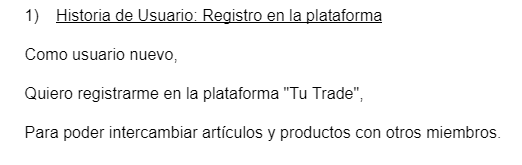 1) Historia de Usuario: Registro en la plataforma
Como usuario nuevo,
Quiero registrarme en la plataforma "Tu Trade",
Para poder intercambiar artículos y productos con otros miembros.